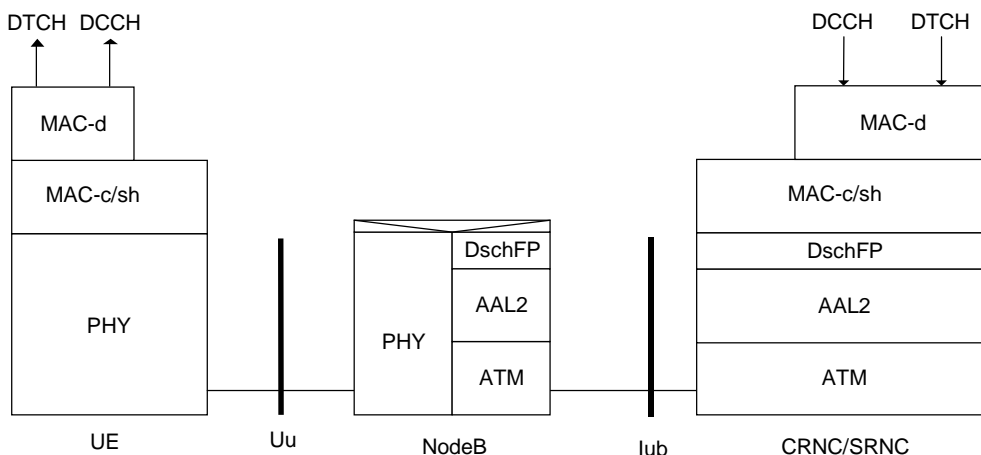 DTCH DCCH
DCCH DTCH
MAC-d
MAC-d
MAC-c/sh
MAC-c/sh
DschFP
DschFP
AAL2
AAL2
PHY
PHY
ATM
ATM
UE
Uu
NodeB
Iub
CRNC/SRNC